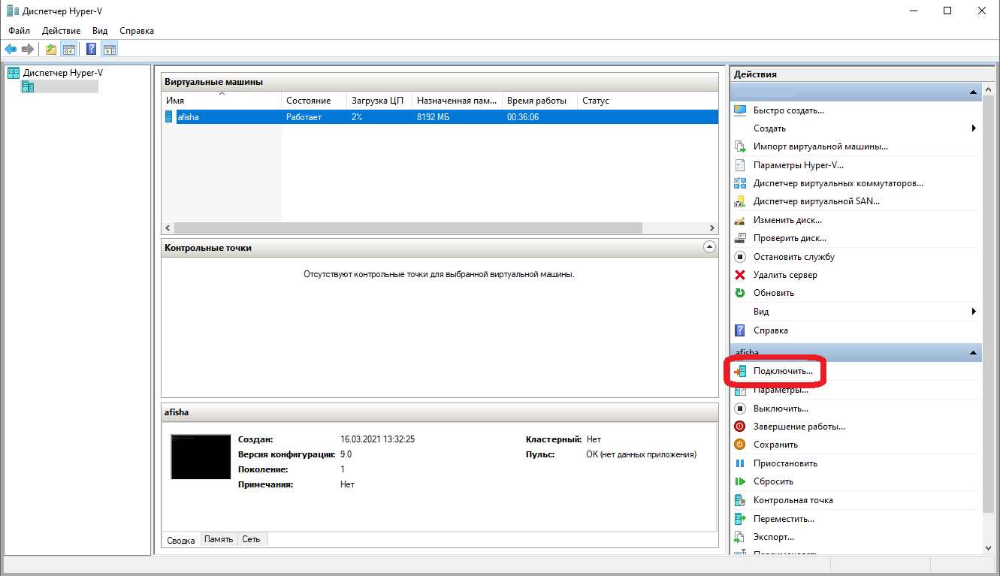 Диспетчер Hyper-V
Файл Действие Вид Справка
Диспетчер Hyper-V
Виртуальные машины
Имя Состояние Загрузка ЦП Назначенная пам... Время работы Статус
afisha Работает 2% 8192 МБ 00:36:06
Контрольные точки
Отсутствуют контрольные точки для выбранной виртуальной машины.
afisha
Создан: 16.03.2021 13:32:25
Версия конфигурации: 9.0
Поколение: 1
Примечания: Нет
Кластерный: Нет
Пульс: ОК (нет данных приложения)
Сводка Память Сеть
Действия
Быстро создать...
Создать
Импорт виртуальной машины...
Параметры Hyper-V...
Диспетчер виртуальных коммутаторов...
Диспетчер виртуальной SAN...
Изменить диск...
Проверить диск...
Остановить службу
Удалить сервер
Обновить
Вид
Справка
afisha
Подключить...
Параметры...
Выключить...
Завершение работы...
Сохранить
Приостановить
Сбросить
Контрольная точка
Переместить...
Экспорт...
Переименовать...